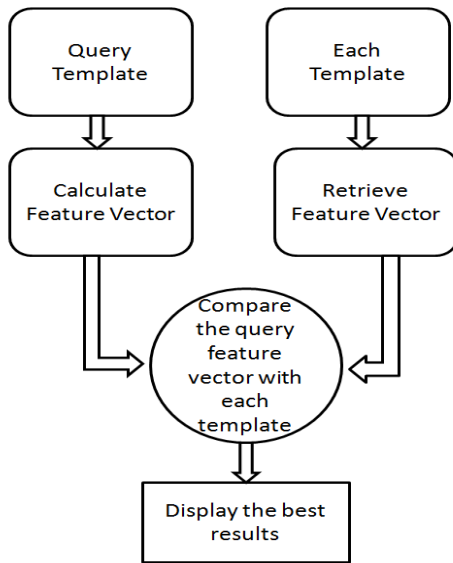 Query
Template
Each
Template
Calculate
Feature Vector
Retrieve
Feature Vector
Compare
the query
feature
vector with
each
template
Display the best
results